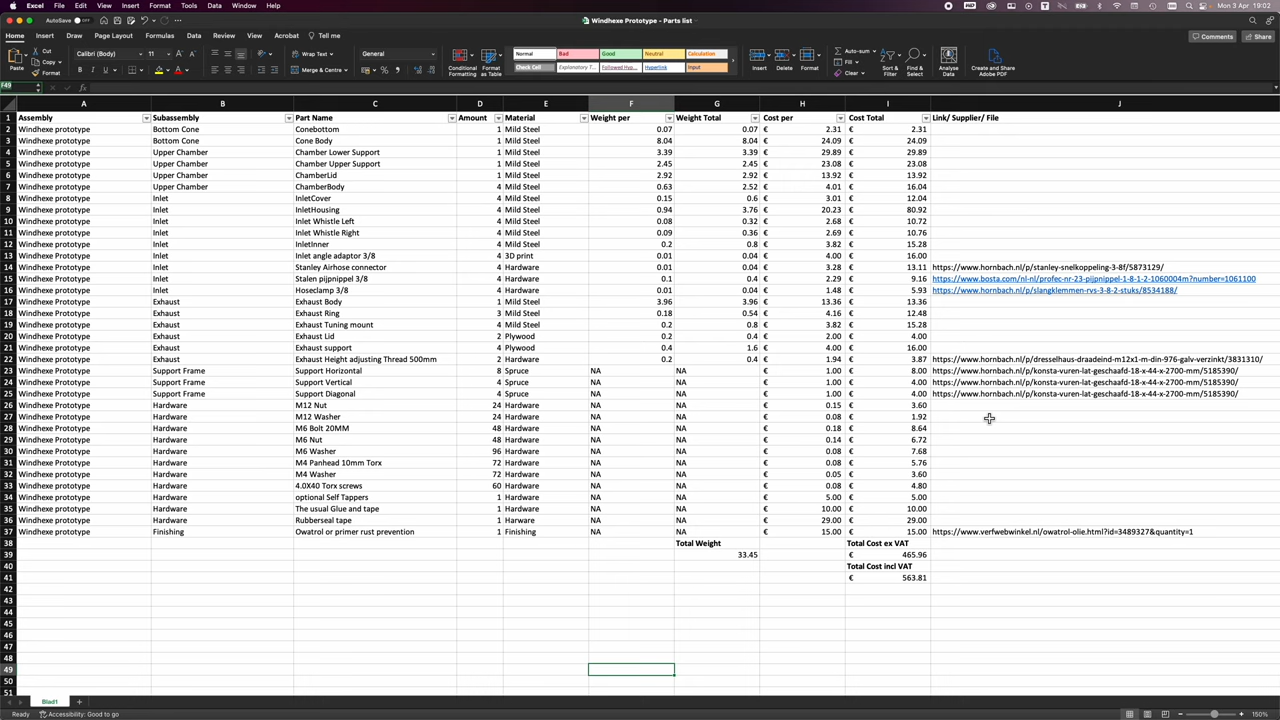 Excel File Edit View Insert Format Tools Data Window Help Mon 3 Apr 19:02
AutoSave Windhexe Prototype - Parts list
Home Insert Draw Page Layout Formulas Data Review View Acrobat Tell me Comments Share
Paste Cut Copy Format Calibri (Body) 11 Wrap Text Merge & Centre General Conditional Formatting Format as Table Normal Bad Good Neutral Calculation Check Cell Explanatory T... Followed Hyp... Hyperlink Input Insert Delete Format Auto-sum Fill Clear Sort & Filter Find & Select Analyse Data Create and Share Adobe PDF
F49
A B C D E F G H I J
1 Assembly Subassembly Part Name Amount Material Weight per Weight Total Cost per Cost Total Link/ Supplier/ File
2 Windhexe prototype Bottom Cone Conebottom 1 Mild Steel 0.07 0.07 € 2.31 € 2.31
3 Windhexe prototype Bottom Cone Cone Body 1 Mild Steel 8.04 8.04 € 24.09 € 24.09
4 Windhexe prototype Upper Chamber Chamber Lower Support 1 Mild Steel 3.39 3.39 € 29.89 € 29.89
5 Windhexe prototype Upper Chamber Chamber Upper Support 1 Mild Steel 2.45 2.45 € 23.08 € 23.08
6 Windhexe prototype Upper Chamber ChamberLid 1 Mild Steel 2.92 2.92 € 13.92 € 13.92
7 Windhexe prototype Upper Chamber ChamberBody 4 Mild Steel 0.63 2.52 € 4.01 € 16.04
8 Windhexe prototype Inlet InletCover 4 Mild Steel 0.15 0.6 € 3.01 € 12.04
9 Windhexe prototype Inlet InletHousing 4 Mild Steel 0.94 3.76 € 20.23 € 80.92
10 Windhexe prototype Inlet Inlet Whistle Left 4 Mild Steel 0.08 0.32 € 2.68 € 10.72
11 Windhexe prototype Inlet Inlet Whistle Right 4 Mild Steel 0.09 0.36 € 2.69 € 10.76
12 Windhexe prototype Inlet InletInner 4 Mild Steel 0.2 0.8 € 3.82 € 15.28
13 Windhexe prototype Inlet Inlet angle adaptor 3/8 4 3D print 0.01 0.04 € 4.00 € 16.00
14 Windhexe prototype Inlet Stanley Airhose connector 4 Hardware 0.01 0.04 € 3.28 € 13.11 https://www.hornbach.nl/p/stanley-snelkoppeling-3-8f/5873129/
15 Windhexe prototype Inlet Stalen pijpnippel 3/8 4 Hardware 0.1 0.4 € 2.29 € 9.16 https://www.bosta.com/nl-nl/profec-nr-23-pijpnippel-1-8-1-2-1060004m?number=1061100
16 Windhexe prototype Inlet Hoseclamp 3/8 4 Hardware 0.01 0.04 € 1.48 € 5.93 https://www.hornbach.nl/p/slangklemmen-rvs-3-8-2-stuks/8534188/
17 Windhexe prototype Exhaust Exhaust Body 1 Mild Steel 3.96 3.96 € 13.36 € 13.36
18 Windhexe prototype Exhaust Exhaust Ring 3 Mild Steel 0.18 0.54 € 4.16 € 12.48
19 Windhexe prototype Exhaust Exhaust Tuning mount 4 Mild Steel 0.2 0.8 € 3.82 € 15.28
20 Windhexe prototype Exhaust Exhaust Lid 2 Plywood 0.2 0.4 € 2.00 € 4.00
21 Windhexe prototype Exhaust Exhaust support 4 Plywood 0.4 1.6 € 4.00 € 16.00
22 Windhexe prototype Exhaust Exhaust Height adjusting Thread 500mm 2 Hardware 0.2 0.4 € 1.94 € 3.87 https://www.hornbach.nl/p/dresselhaus-draadeind-m12x1-m-din-976-galv-verzinkt/3831310/
23 Windhexe prototype Support Frame Support Horizontal 8 Spruce NA NA € 1.00 € 8.00 https://www.hornbach.nl/p/konsta-vuren-lat-geschaafd-18-x-44-x-2700-mm/5185390/
24 Windhexe prototype Support Frame Support Vertical 4 Spruce NA NA € 1.00 € 4.00 https://www.hornbach.nl/p/konsta-vuren-lat-geschaafd-18-x-44-x-2700-mm/5185390/
25 Windhexe prototype Support Frame Support Diagonal 4 Spruce NA NA € 1.00 € 4.00 https://www.hornbach.nl/p/konsta-vuren-lat-geschaafd-18-x-44-x-2700-mm/5185390/
26 Windhexe prototype Hardware M12 Nut 24 Hardware NA NA € 0.15 € 3.60
27 Windhexe prototype Hardware M12 Washer 24 Hardware NA NA € 0.08 € 1.92
28 Windhexe prototype Hardware M6 Bolt 20MM 48 Hardware NA NA € 0.18 € 8.64
29 Windhexe prototype Hardware M6 Nut 48 Hardware NA NA € 0.14 € 6.72
30 Windhexe prototype Hardware M6 Washer 96 Hardware NA NA € 0.08 € 7.68
31 Windhexe prototype Hardware M4 Panhead 10mm Torx 72 Hardware NA NA € 0.08 € 5.76
32 Windhexe prototype Hardware M4 Washer 72 Hardware NA NA € 0.05 € 3.60
33 Windhexe prototype Hardware 4.0X40 Torx screws 60 Hardware NA NA € 0.08 € 4.80
34 Windhexe prototype Hardware optional Self Tappers 1 Hardware NA NA € 5.00 € 5.00
35 Windhexe prototype Hardware The usual Glue and tape 1 Hardware NA NA € 10.00 € 10.00
36 Windhexe prototype Hardware Rubberseal tape 1 Harware NA NA € 29.00 € 29.00
37 Windhexe prototype Finishing Owatrol or primer rust prevention 1 Finishing NA NA € 15.00 € 15.00 https://www.verfwebwinkel.nl/owatrol-olie.html?id=3489327&quantity=1
38 Total Weight Total Cost ex VAT
39 33.45 € 465.96
40 Total Cost incl VAT
41 € 563.81
42
43
44
45
46
47
48
49
50
51
Blad1
Ready Accessibility: Good to go 150%